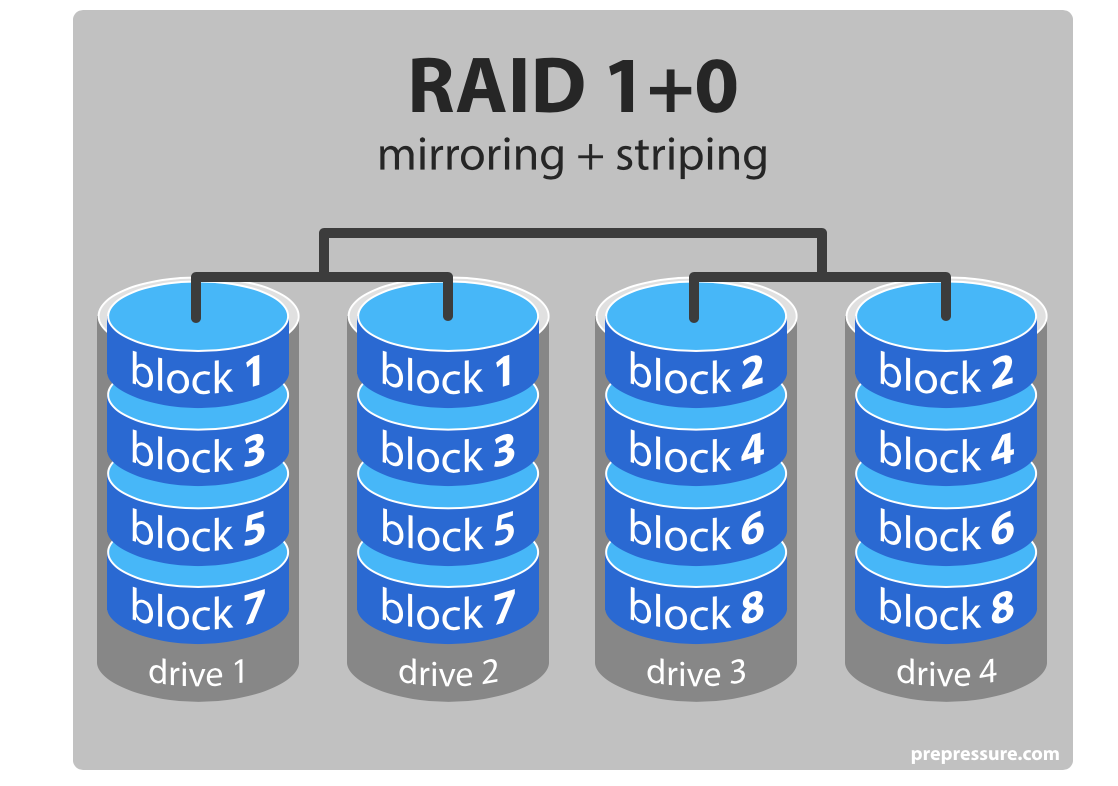 RAID 1+0
mirroring + striping
block 1
block 3
block 5
block 7
drive 1
block 1
block 3
block 5
block 7
drive 2
block 2
block 4
block 6
block 8
drive 3
block 2
block 4
block 6
block 8
drive 4
prepressure.com